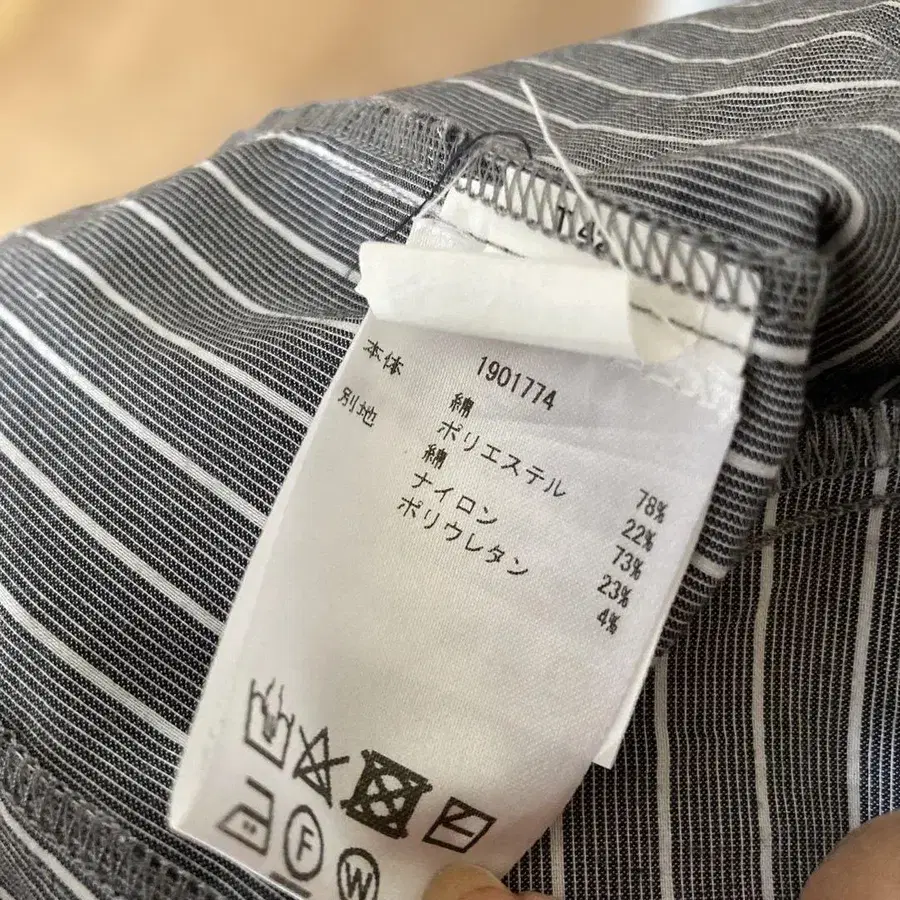 1901774
本体 綿 78%
ポリエステル 22%
別地 綿 73%
ナイロン 23%
ポリウレタン 4%
F
W